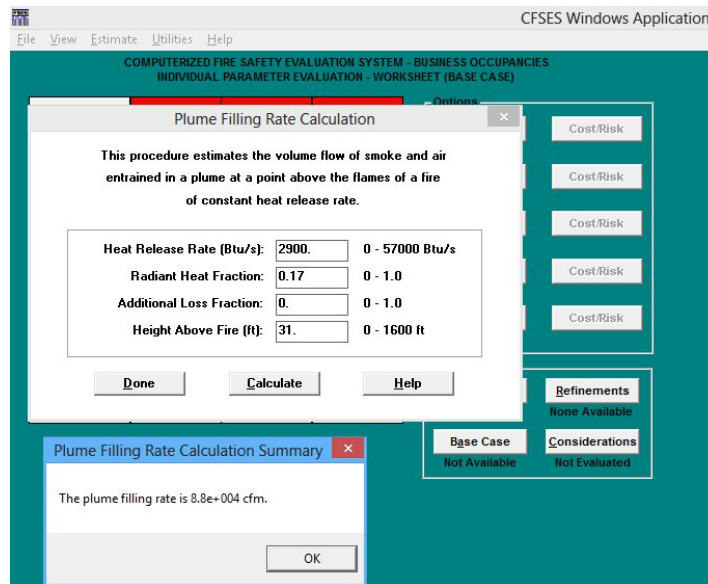 CFSES Windows Application
File View Estimate Utilities Help
COMPUTERIZED FIRE SAFETY EVALUATION SYSTEM - BUSINESS OCCUPANCIES
INDIVIDUAL PARAMETER EVALUATION - WORKSHEET (BASE CASE)
Options
Plume Filling Rate Calculation
This procedure estimates the volume flow of smoke and air
entrained in a plume at a point above the flames of a fire
of constant heat release rate.
Heat Release Rate (Btu/s): 2900. 0 - 57000 Btu/s
Radiant Heat Fraction: 0.17 0 - 1.0
Additional Loss Fraction: 0. 0 - 1.0
Height Above Fire (ft): 31. 0 - 1600 ft
Done Calculate Help
Cost/Risk
Cost/Risk
Cost/Risk
Cost/Risk
Cost/Risk
Refinements
None Available
Base Case Considerations
Not Available Not Evaluated
Plume Filling Rate Calculation Summary
The plume filling rate is 8.8e+004 cfm.
OK